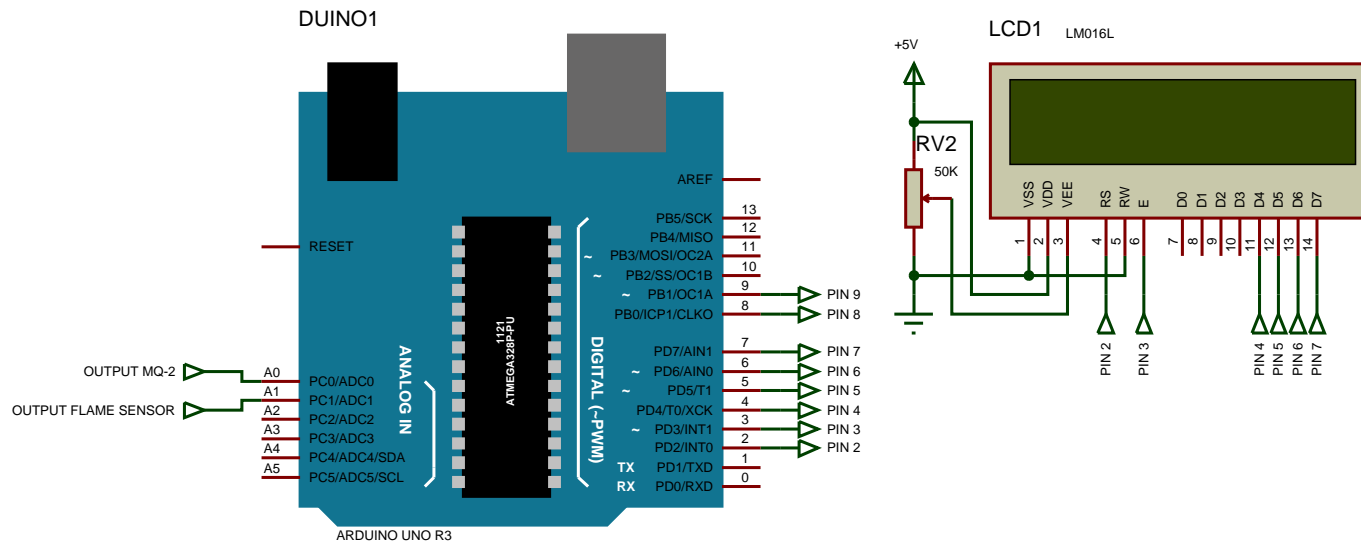 DUINO1
LCD1 LM016L
+5V
RV2
50K
AREF
PB5/SCK 13
PB4/MISO 12
RESET
~ PB3/MOSI/OC2A 11
~ PB2/SS/OC1B 10
~ PB1/OC1A 9 PIN 9
PB0/ICP1/CLKO 8 PIN 8
1121
ATMEGA328P-PU
ANALOG IN
DIGITAL (~PWM)
PD7/AIN1 7 PIN 7
~ PD6/AIN0 6 PIN 6
~ PD5/T1 5 PIN 5
PD4/T0/XCK 4 PIN 4
~ PD3/INT1 3 PIN 3
PD2/INT0 2 PIN 2
TX PD1/TXD 1
RX PD0/RXD 0
OUTPUT MQ-2 A0 PC0/ADC0
OUTPUT FLAME SENSOR A1 PC1/ADC1
A2 PC2/ADC2
A3 PC3/ADC3
A4 PC4/ADC4/SDA
A5 PC5/ADC5/SCL
ARDUINO UNO R3
VSS VDD VEE RS RW E D0 D1 D2 D3 D4 D5 D6 D7
1 2 3 4 5 6 7 8 9 10 11 12 13 14
PIN 2 PIN 3 PIN 4 PIN 5 PIN 6 PIN 7